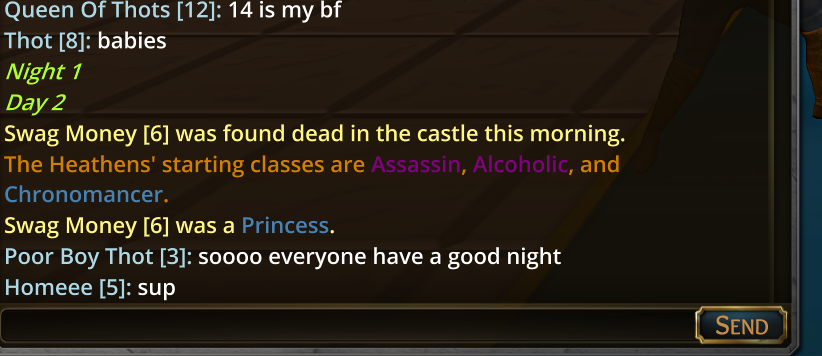 Queen Of Thots [12]: 14 is my bf
Thot [8]: babies
Night 1
Day 2
Swag Money [6] was found dead in the castle this morning.
The Heathens' starting classes are Assassin, Alcoholic, and
Chronomancer.
Swag Money [6] was a Princess.
Poor Boy Thot [3]: soooo everyone have a good night
Homeee [5]: sup
SEND